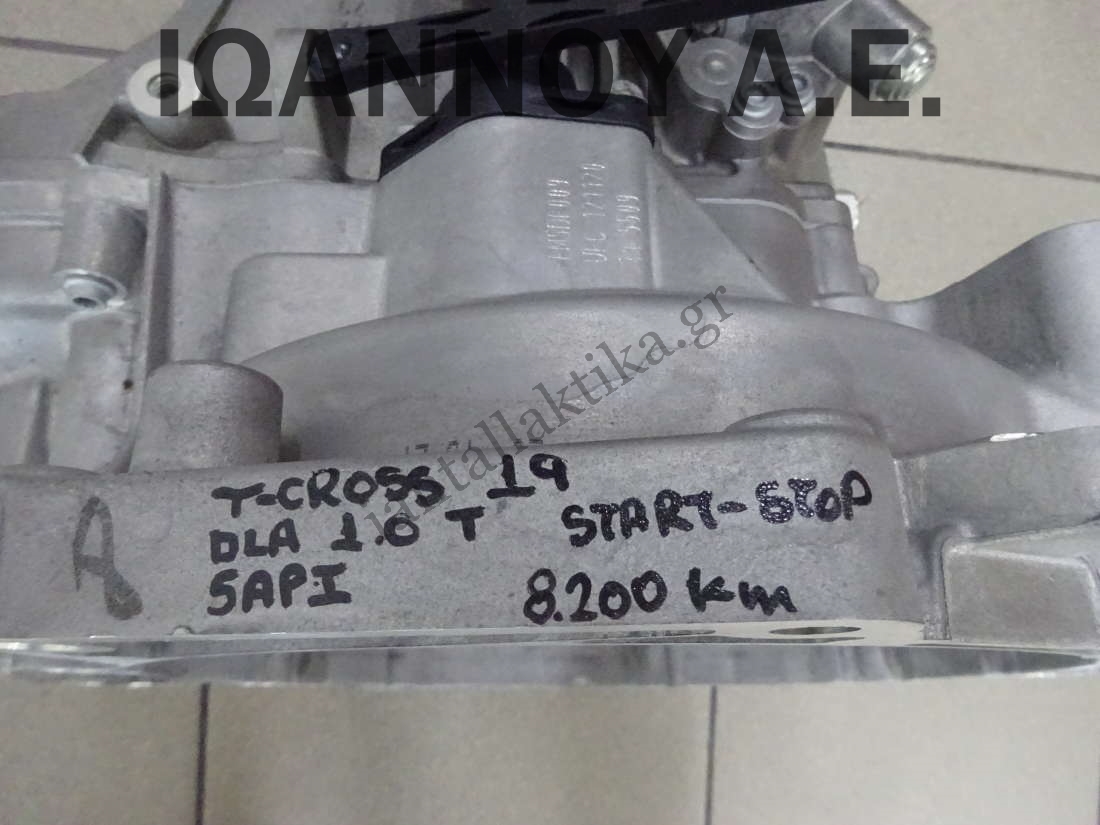 ΙΩΑΝΝΟΥ Α.Ε.
antallaktika.gr
T-CROSS 19
DLA 1.0 T START-STOP
SAPI 8.200 km
A